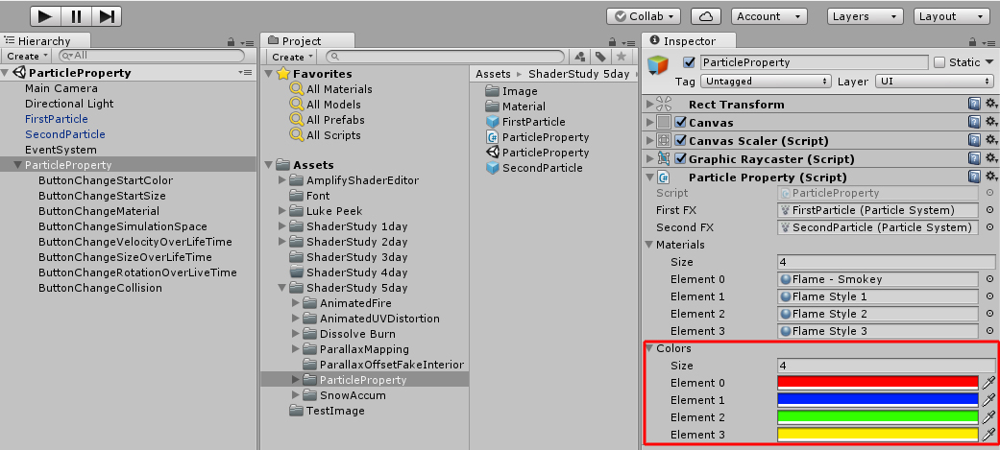 Collab
Account
Layers
Layout
Hierarchy
Create
All
ParticleProperty
Main Camera
Directional Light
FirstParticle
SecondParticle
EventSystem
ParticleProperty
ButtonChangeStartColor
ButtonChangeStartSize
ButtonChangeMaterial
ButtonChangeSimulationSpace
ButtonChangeVelocityOverLifeTime
ButtonChangeSizeOverLifeTime
ButtonChangeRotationOverLiveTime
ButtonChangeCollision
Project
Create
Favorites
All Materials
All Models
All Prefabs
All Scripts
Assets
AmplifyShaderEditor
Font
Luke Peek
ShaderStudy 1day
ShaderStudy 2day
ShaderStudy 3day
ShaderStudy 4day
ShaderStudy 5day
AnimatedFire
AnimatedUVDistortion
Dissolve Burn
ParallaxMapping
ParallaxOffsetFakeInterior
ParticleProperty
SnowAccum
TestImage
Assets ShaderStudy 5day
Image
Material
FirstParticle
ParticleProperty
ParticleProperty
SecondParticle
Inspector
ParticleProperty Static
Tag Untagged Layer UI
Rect Transform
Canvas
Canvas Scaler (Script)
Graphic Raycaster (Script)
Particle Property (Script)
Script ParticleProperty
First FX FirstParticle (Particle System)
Second FX SecondParticle (Particle System)
Materials
Size 4
Element 0 Flame - Smokey
Element 1 Flame Style 1
Element 2 Flame Style 2
Element 3 Flame Style 3
Colors
Size 4
Element 0
Element 1
Element 2
Element 3